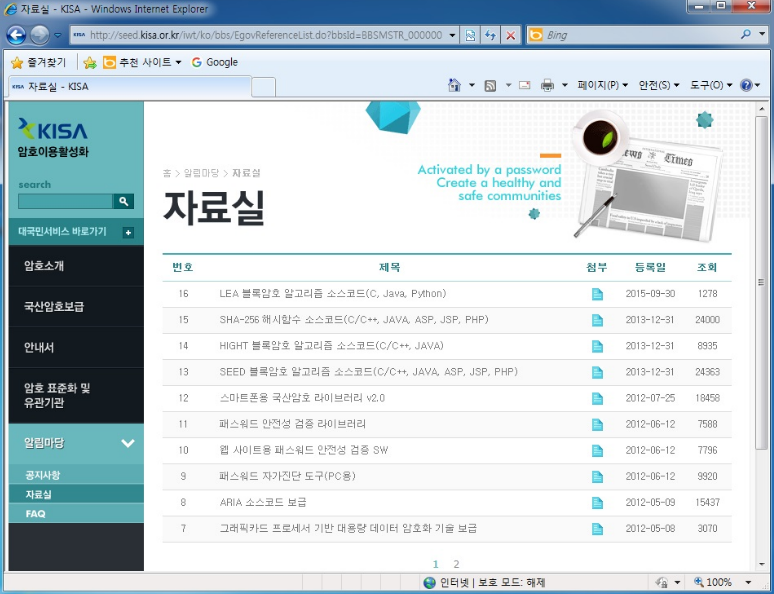 자료실 - KISA - Windows Internet Explorer
http://seed.kisa.or.kr/iwt/ko/bbs/EgovReferenceList.do?bbsId=BBSMSTR_000000
Bing
즐겨찾기
추천 사이트
Google
자료실 - KISA
페이지(P)
안전(S)
도구(O)
KISA
암호이용활성화
search
대국민서비스 바로가기 +
암호소개
국산암호보급
안내서
암호 표준화 및
유관기관
알림마당
공지사항
자료실
FAQ
홈 > 알림마당 > 자료실
자료실
Activated by a password
Create a healthy and
safe communities
News Times
번호 제목 첨부 등록일 조회
16 LEA 블록암호 알고리즘 소스코드(C, Java, Python) 2015-09-30 1278
15 SHA-256 해시함수 소스코드(C/C++, JAVA, ASP, JSP, PHP) 2013-12-31 24000
14 HIGHT 블록암호 알고리즘 소스코드(C/C++, JAVA) 2013-12-31 8935
13 SEED 블록암호 알고리즘 소스코드(C/C++, JAVA, ASP, JSP, PHP) 2013-12-31 24363
12 스마트폰용 국산암호 라이브러리 v2.0 2012-07-25 18458
11 패스워드 안전성 검증 라이브러리 2012-06-12 7588
10 웹 사이트용 패스워드 안전성 검증 SW 2012-06-12 7796
9 패스워드 자가진단 도구(PC용) 2012-06-12 9920
8 ARIA 소스코드 보급 2012-05-09 15437
7 그래픽카드 프로세서 기반 대용량 데이터 암호화 기술 보급 2012-05-08 3070
1 2
인터넷 | 보호 모드: 해제
100%